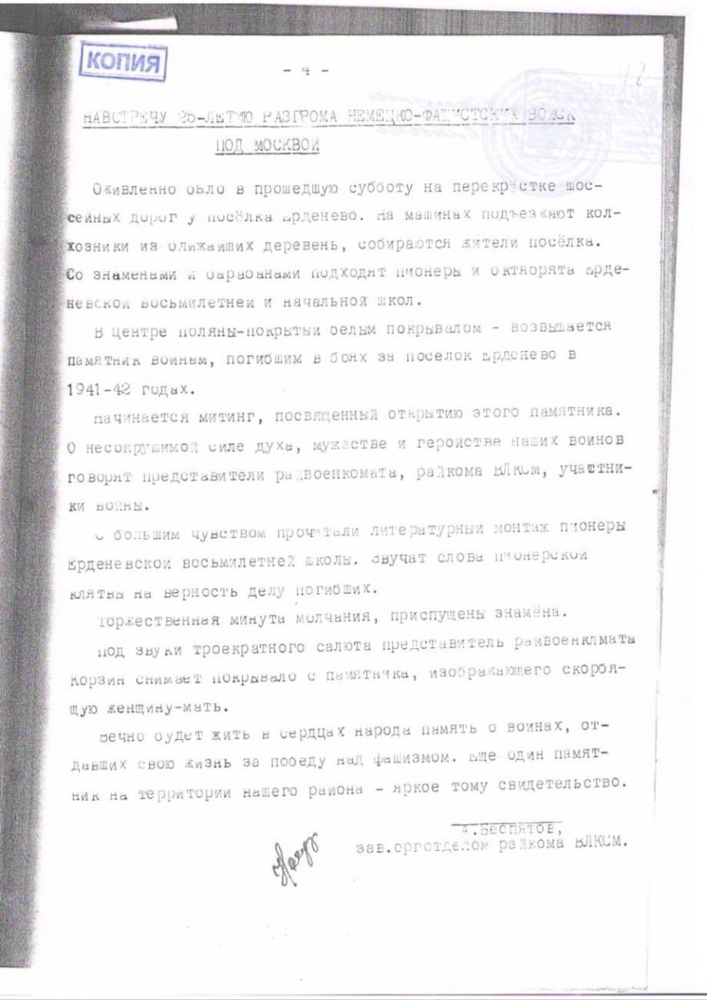 КОПИЯ
- 4 -
НАВСТРЕЧУ 25-ЛЕТИЮ РАЗГРОМА НЕМЕЦКО-ФАШИСТСКИХ ВОЙСК
ПОД МОСКВОЙ
Оживленно было в прошедшую субботу на перекрёстке шос-
сейных дорог у посёлка Ерденево. На машинах подъезжают кол-
хозники из ближайших деревень, собираются жители посёлка.
Со знаменами и барабанами подходят пионеры и октябрята Ерде-
невской восьмилетней и начальной школ.
В центре поляны-покрытый белым покрывалом - возвышается
памятник воинам, погибшим в боях за поселок Ерденево в
1941-42 годах.
Начинается митинг, посвященный открытию этого памятника.
О несокрушимой силе духа, мужестве и геройстве наших воинов
говорят представители райвоенкомата, райкома ВЛКСМ, участни-
ки войны.
С большим чувством прочитали литературный монтаж пионеры
Ерденевской восьмилетней школы. Звучат слова пионерской
клятвы на верность делу погибших.
Торжественная минута молчания, приспущены знамёна.
Под звуки троекратного салюта представитель райвоенклмата
Корзин снимает покрывало с памятника, изображающего скорбя-
щую женщину-мать.
Вечно будет жить в сердцах народа память о воинах, от-
давших свою жизнь за победу над фашизмом. Еще один памят-
ник на территории нашего района - яркое тому свидетельство.
А.Беспятов,
зав.орготделом райкома ВЛКСМ.